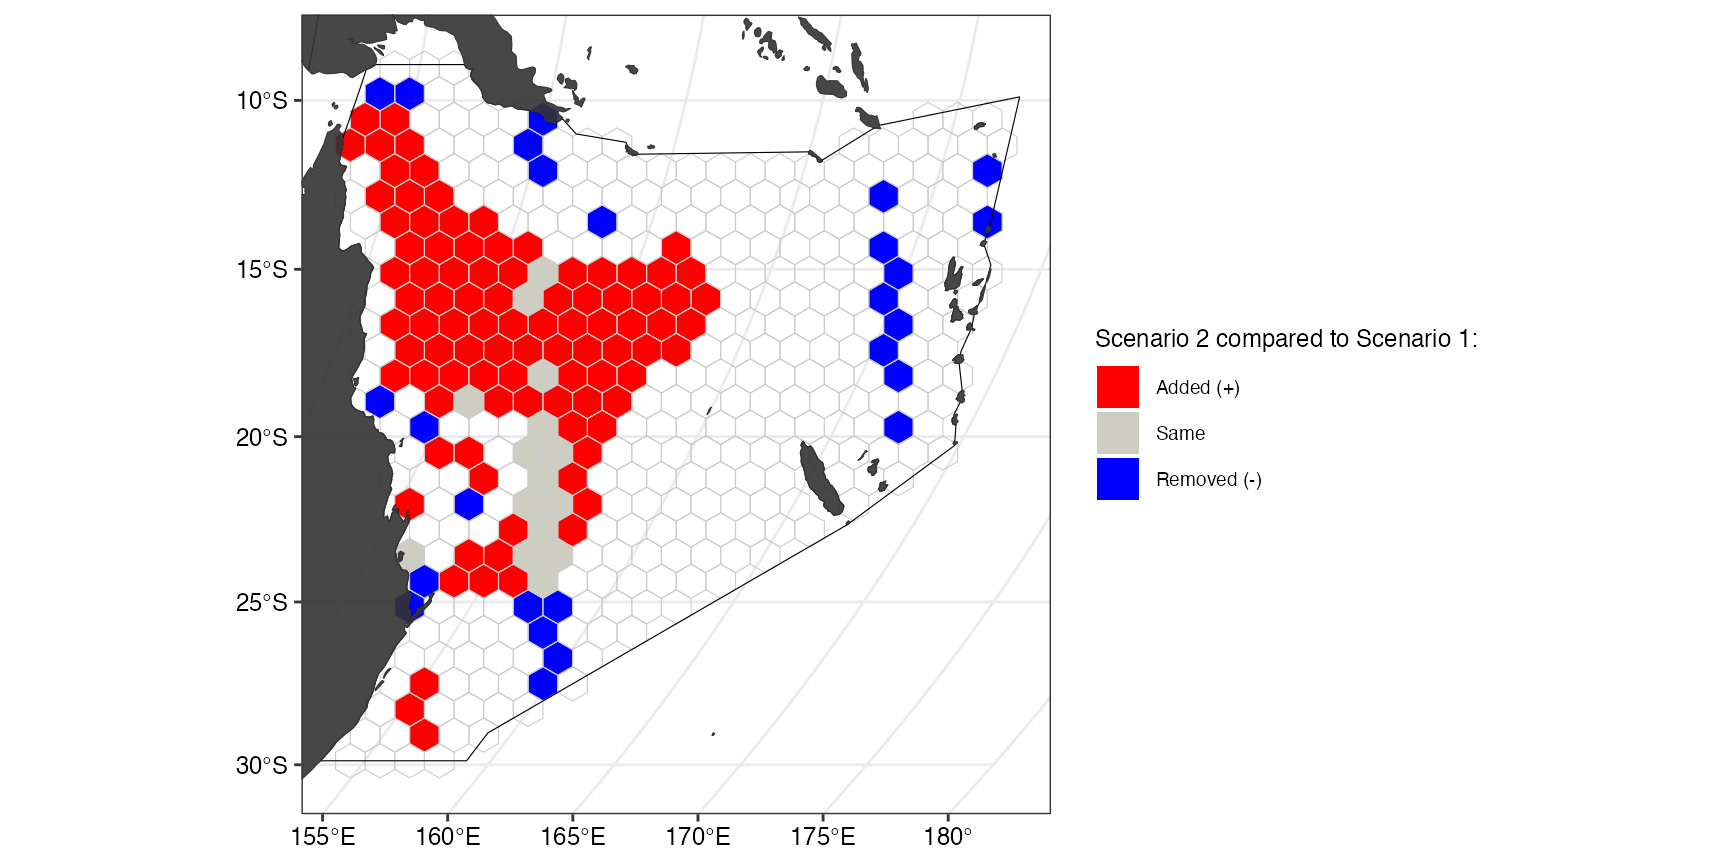 10°S
15°S
20°S
25°S
30°S
155°E
160°E
165°E
170°E
175°E
180°
Scenario 2 compared to Scenario 1:
Added (+)
Same
Removed (-)